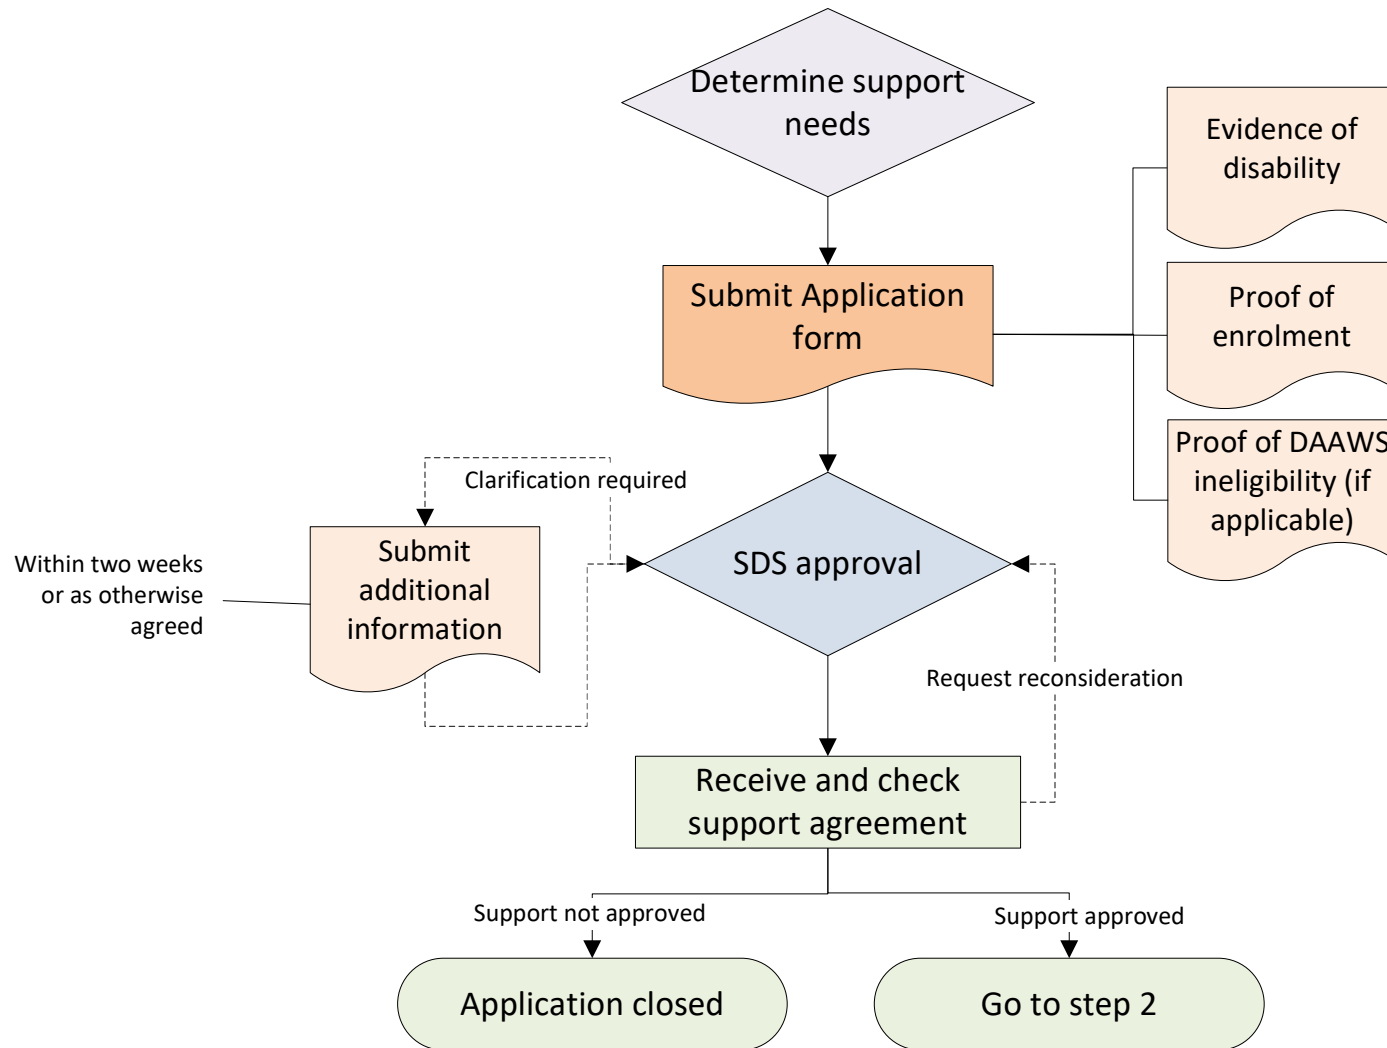 Determine support
needs
Evidence of
disability
Submit Application
form
Proof of
enrolment
Proof of DAAWS
ineligibility (if
applicable)
Clarification required
Within two weeks
or as otherwise
agreed
Submit
additional
information
SDS approval
Request reconsideration
Receive and check
support agreement
Support not approved
Support approved
Application closed
Go to step 2